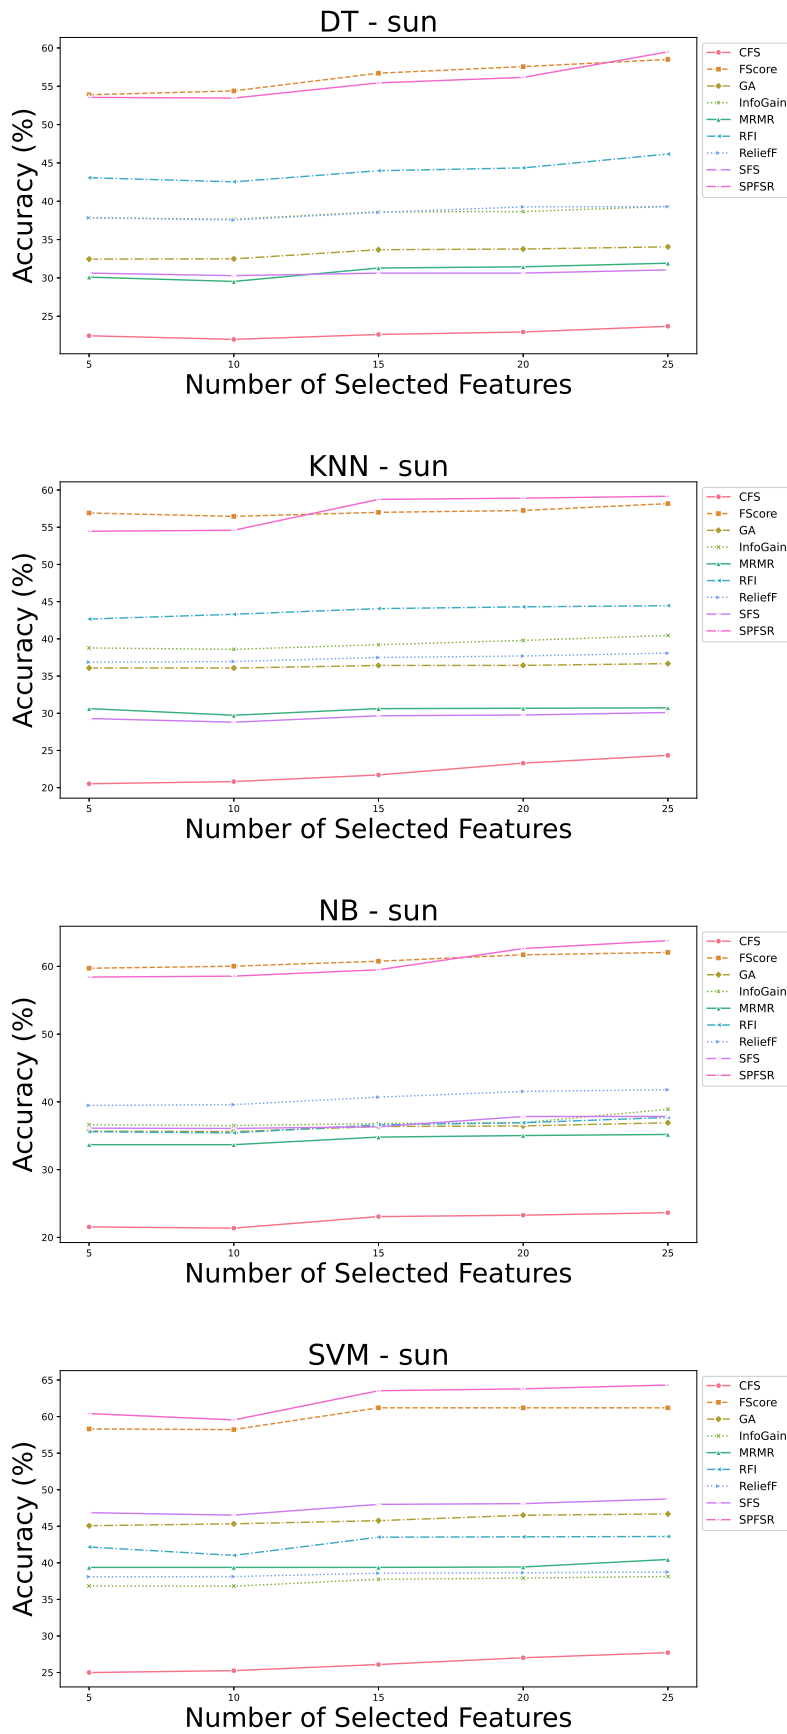 DT - sun
Accuracy (%)
60
55
50
45
40
35
30
25
5
10
15
20
25
Number of Selected Features
CFS
FScore
GA
InfoGain
MRMR
RFI
ReliefF
SFS
SPFSR
KNN - sun
Accuracy (%)
60
55
50
45
40
35
30
25
20
5
10
15
20
25
Number of Selected Features
CFS
FScore
GA
InfoGain
MRMR
RFI
ReliefF
SFS
SPFSR
NB - sun
Accuracy (%)
60
50
40
30
20
5
10
15
20
25
Number of Selected Features
CFS
FScore
GA
InfoGain
MRMR
RFI
ReliefF
SFS
SPFSR
SVM - sun
Accuracy (%)
65
60
55
50
45
40
35
30
25
5
10
15
20
25
Number of Selected Features
CFS
FScore
GA
InfoGain
MRMR
RFI
ReliefF
SFS
SPFSR